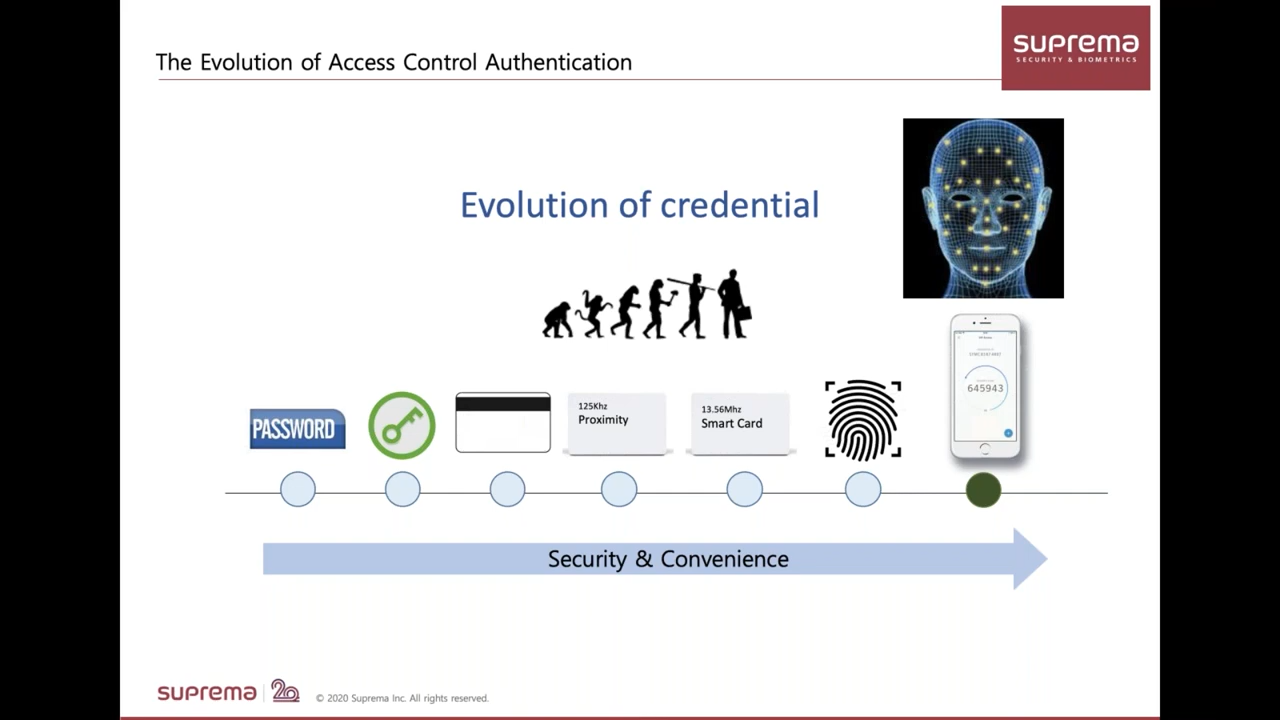 The Evolution of Access Control Authentication
suprema
SECURITY & BIOMETRICS
Evolution of credential
PASSWORD
125Khz
Proximity
13.56Mhz
Smart Card
645943
Security & Convenience
suprema
© 2020 Suprema Inc. All rights reserved.